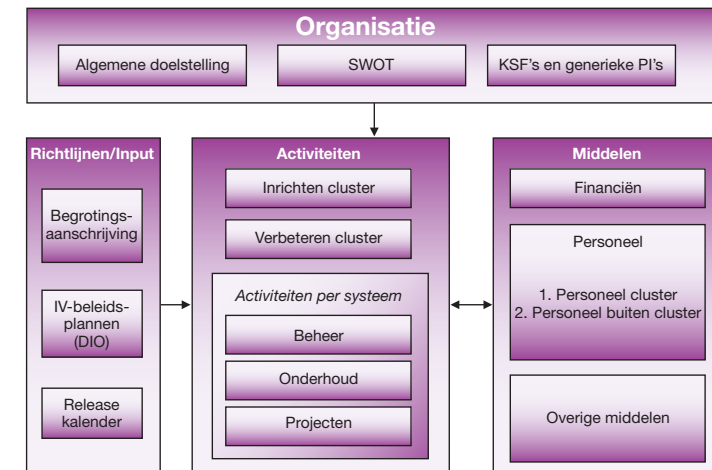 Organisatie
Algemene doelstelling
SWOT
KSF's en generieke PI's
Richtlijnen/Input
Begrotings-
aanschrijving
IV-beleids-
plannen
(DIO)
Release
kalender
Activiteiten
Inrichten cluster
Verbeteren cluster
Activiteiten per systeem
Beheer
Onderhoud
Projecten
Middelen
Financiën
Personeel
1. Personeel cluster
2. Personeel buiten cluster
Overige middelen